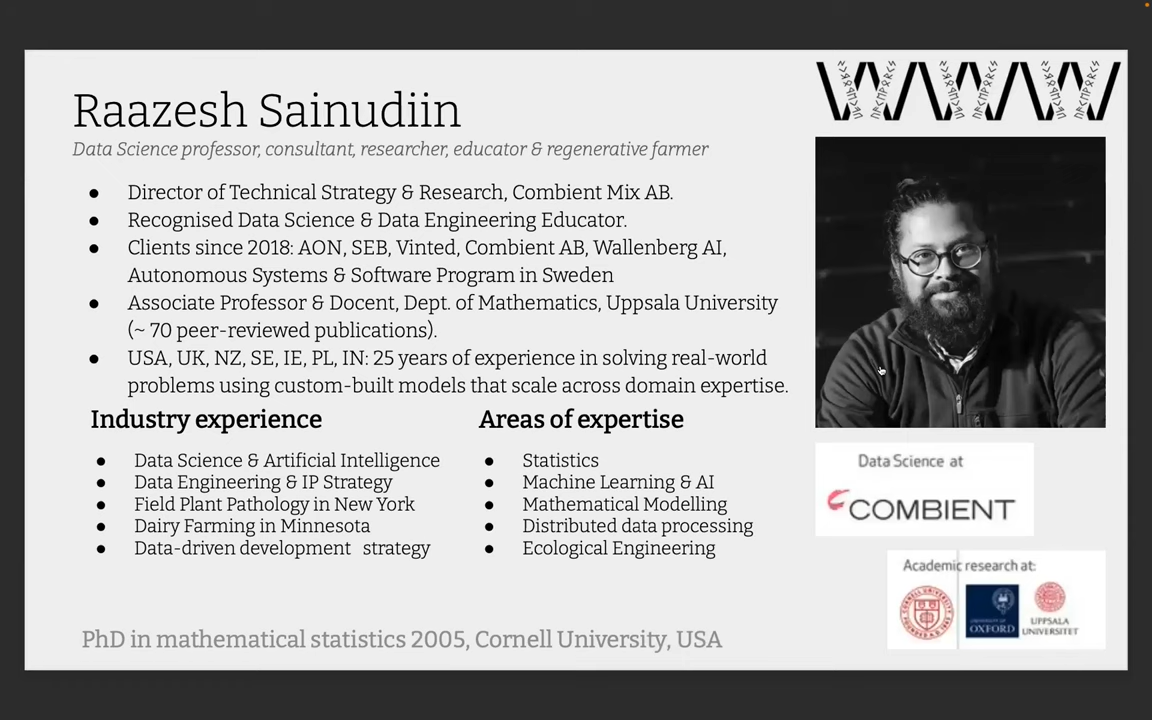 Raazesh Sainudiin
Data Science professor, consultant, researcher, educator & regenerative farmer
● Director of Technical Strategy & Research, Combient Mix AB.
● Recognised Data Science & Data Engineering Educator.
● Clients since 2018: AON, SEB, Vinted, Combient AB, Wallenberg AI,
Autonomous Systems & Software Program in Sweden
● Associate Professor & Docent, Dept. of Mathematics, Uppsala University
(~ 70 peer-reviewed publications).
● USA, UK, NZ, SE, IE, PL, IN: 25 years of experience in solving real-world
problems using custom-built models that scale across domain expertise.
Industry experience
● Data Science & Artificial Intelligence
● Data Engineering & IP Strategy
● Field Plant Pathology in New York
● Dairy Farming in Minnesota
● Data-driven development strategy
Areas of expertise
● Statistics
● Machine Learning & AI
● Mathematical Modelling
● Distributed data processing
● Ecological Engineering
PhD in mathematical statistics 2005, Cornell University, USA
Data Science at
COMBIENT
Academic research at:
UNIVERSITY OF
OXFORD
UPPSALA
UNIVERSITET